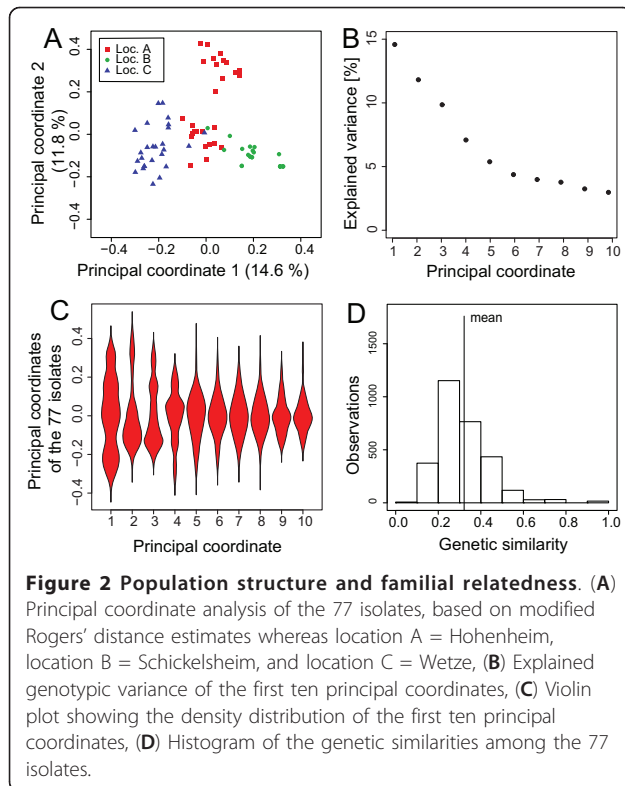 A
Loc. A
Loc. B
Loc. C
Principal coordinate 2
(11.8 %)
0.4
0.2
0.0
−0.2
−0.4
−0.4
−0.2
0.0
0.2
0.4
Principal coordinate 1 (14.6 %)
B
Explained variance [%]
15
10
5
0
1 2 3 4 5 6 7 8 9 10
Principal coordinate
C
Principal coordinates
of the 77 isolates
0.4
0.2
0.0
−0.2
−0.4
1 2 3 4 5 6 7 8 9 10
Principal coordinate
D
mean
Observations
1500
1000
500
0
0.0 0.2 0.4 0.6 0.8 1.0
Genetic similarity
Figure 2 Population structure and familial relatedness. (A)
Principal coordinate analysis of the 77 isolates, based on modified
Rogers' distance estimates whereas location A = Hohenheim,
location B = Schickelsheim, and location C = Wetze, (B) Explained
genotypic variance of the first ten principal coordinates, (C) Violin
plot showing the density distribution of the first ten principal
coordinates, (D) Histogram of the genetic similarities among the 77
isolates.